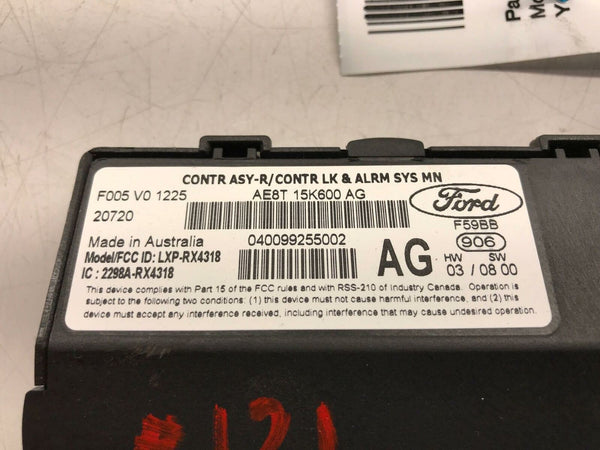 Pa
Mo
Y
CONTR ASY-R/CONTR LK & ALRM SYS MN
F005 V0 1225 AE8T 15K600 AG
20720
Ford
F59BB
Made in Australia 040099255002 906
Model/FCC ID: LXP-RX4318 AG HW SW
IC : 2298A-RX4318 03 / 08 00
This device complies with Part 15 of the FCC rules and with RSS-210 of Industry Canada. Operation is
subject to the following two conditions: (1) this device must not cause harmful interference, and (2) this
device must accept any interference received, including interference that may cause undesired operation.
#121